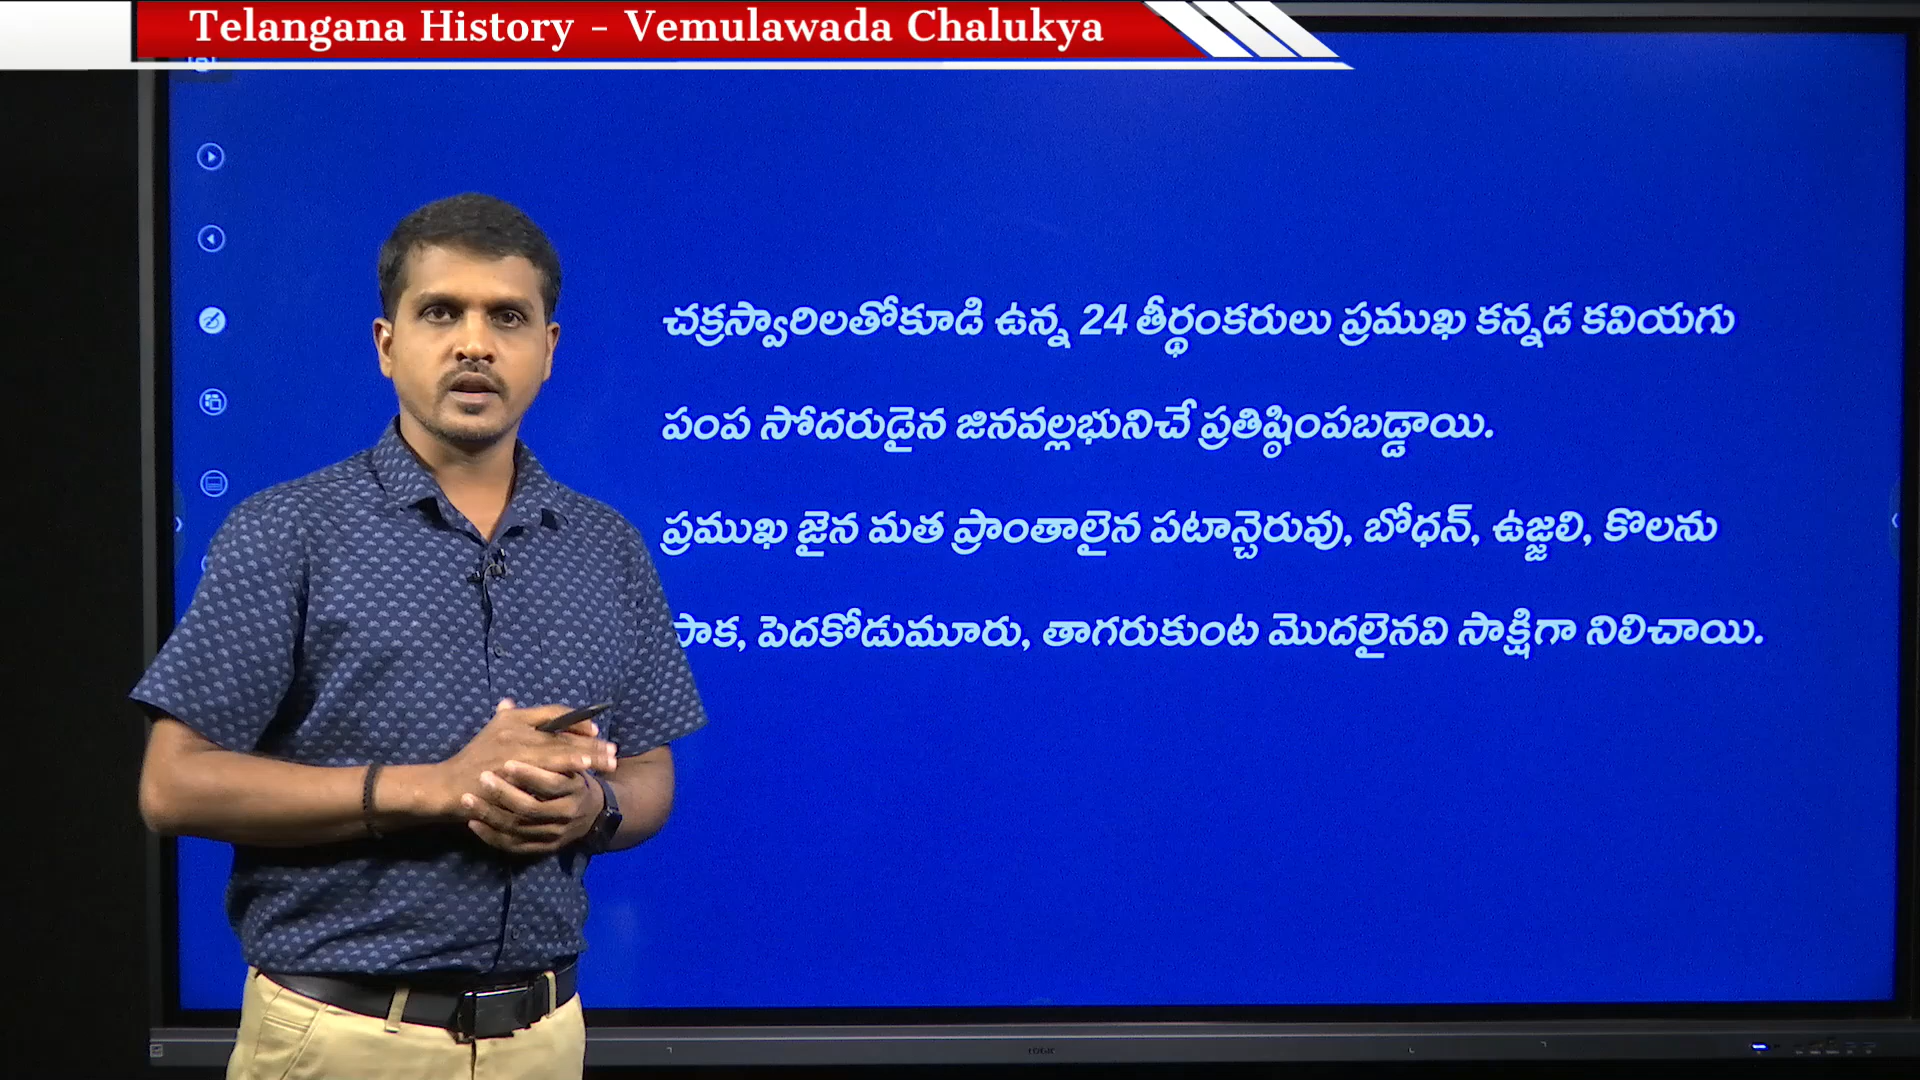 Telangana History - Vemulawada Chalukya
చక్రస్వారిలతోకూడి ఉన్న 24 తీర్థంకరులు ప్రముఖ కన్నడ కవియగు
పంప సోదరుడైన జినవల్లభునిచే ప్రతిష్ఠింపబడ్డాయి.
ప్రముఖ జైన మత ప్రాంతాలైన పటాన్చెరువు, బోధన్, ఉజ్జలి, కొలను
పాక, పెదకోడుమూరు, తాగరుకుంట మొదలైనవి సాక్షిగా నిలిచాయి.